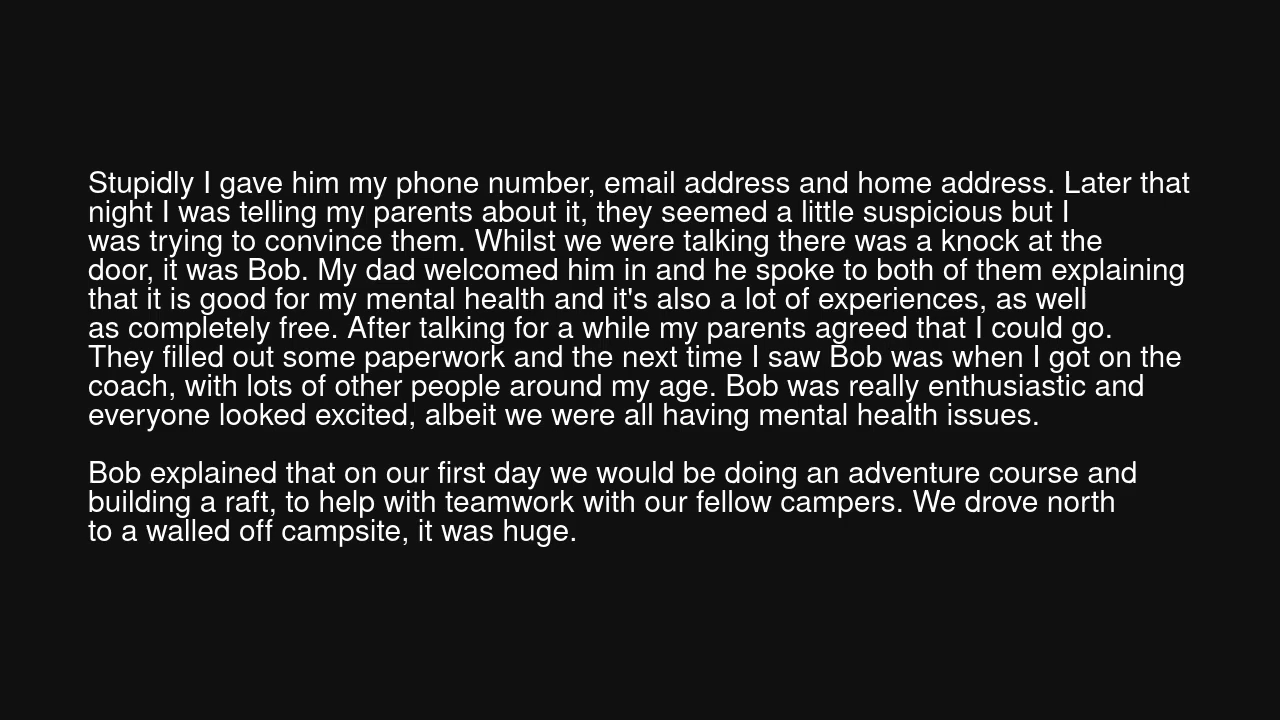 Stupidly I gave him my phone number, email address and home address. Later that
night I was telling my parents about it, they seemed a little suspicious but I
was trying to convince them. Whilst we were talking there was a knock at the
door, it was Bob. My dad welcomed him in and he spoke to both of them explaining
that it is good for my mental health and it's also a lot of experiences, as well
as completely free. After talking for a while my parents agreed that I could go.
They filled out some paperwork and the next time I saw Bob was when I got on the
coach, with lots of other people around my age. Bob was really enthusiastic and
everyone looked excited, albeit we were all having mental health issues.

Bob explained that on our first day we would be doing an adventure course and
building a raft, to help with teamwork with our fellow campers. We drove north
to a walled off campsite, it was huge.